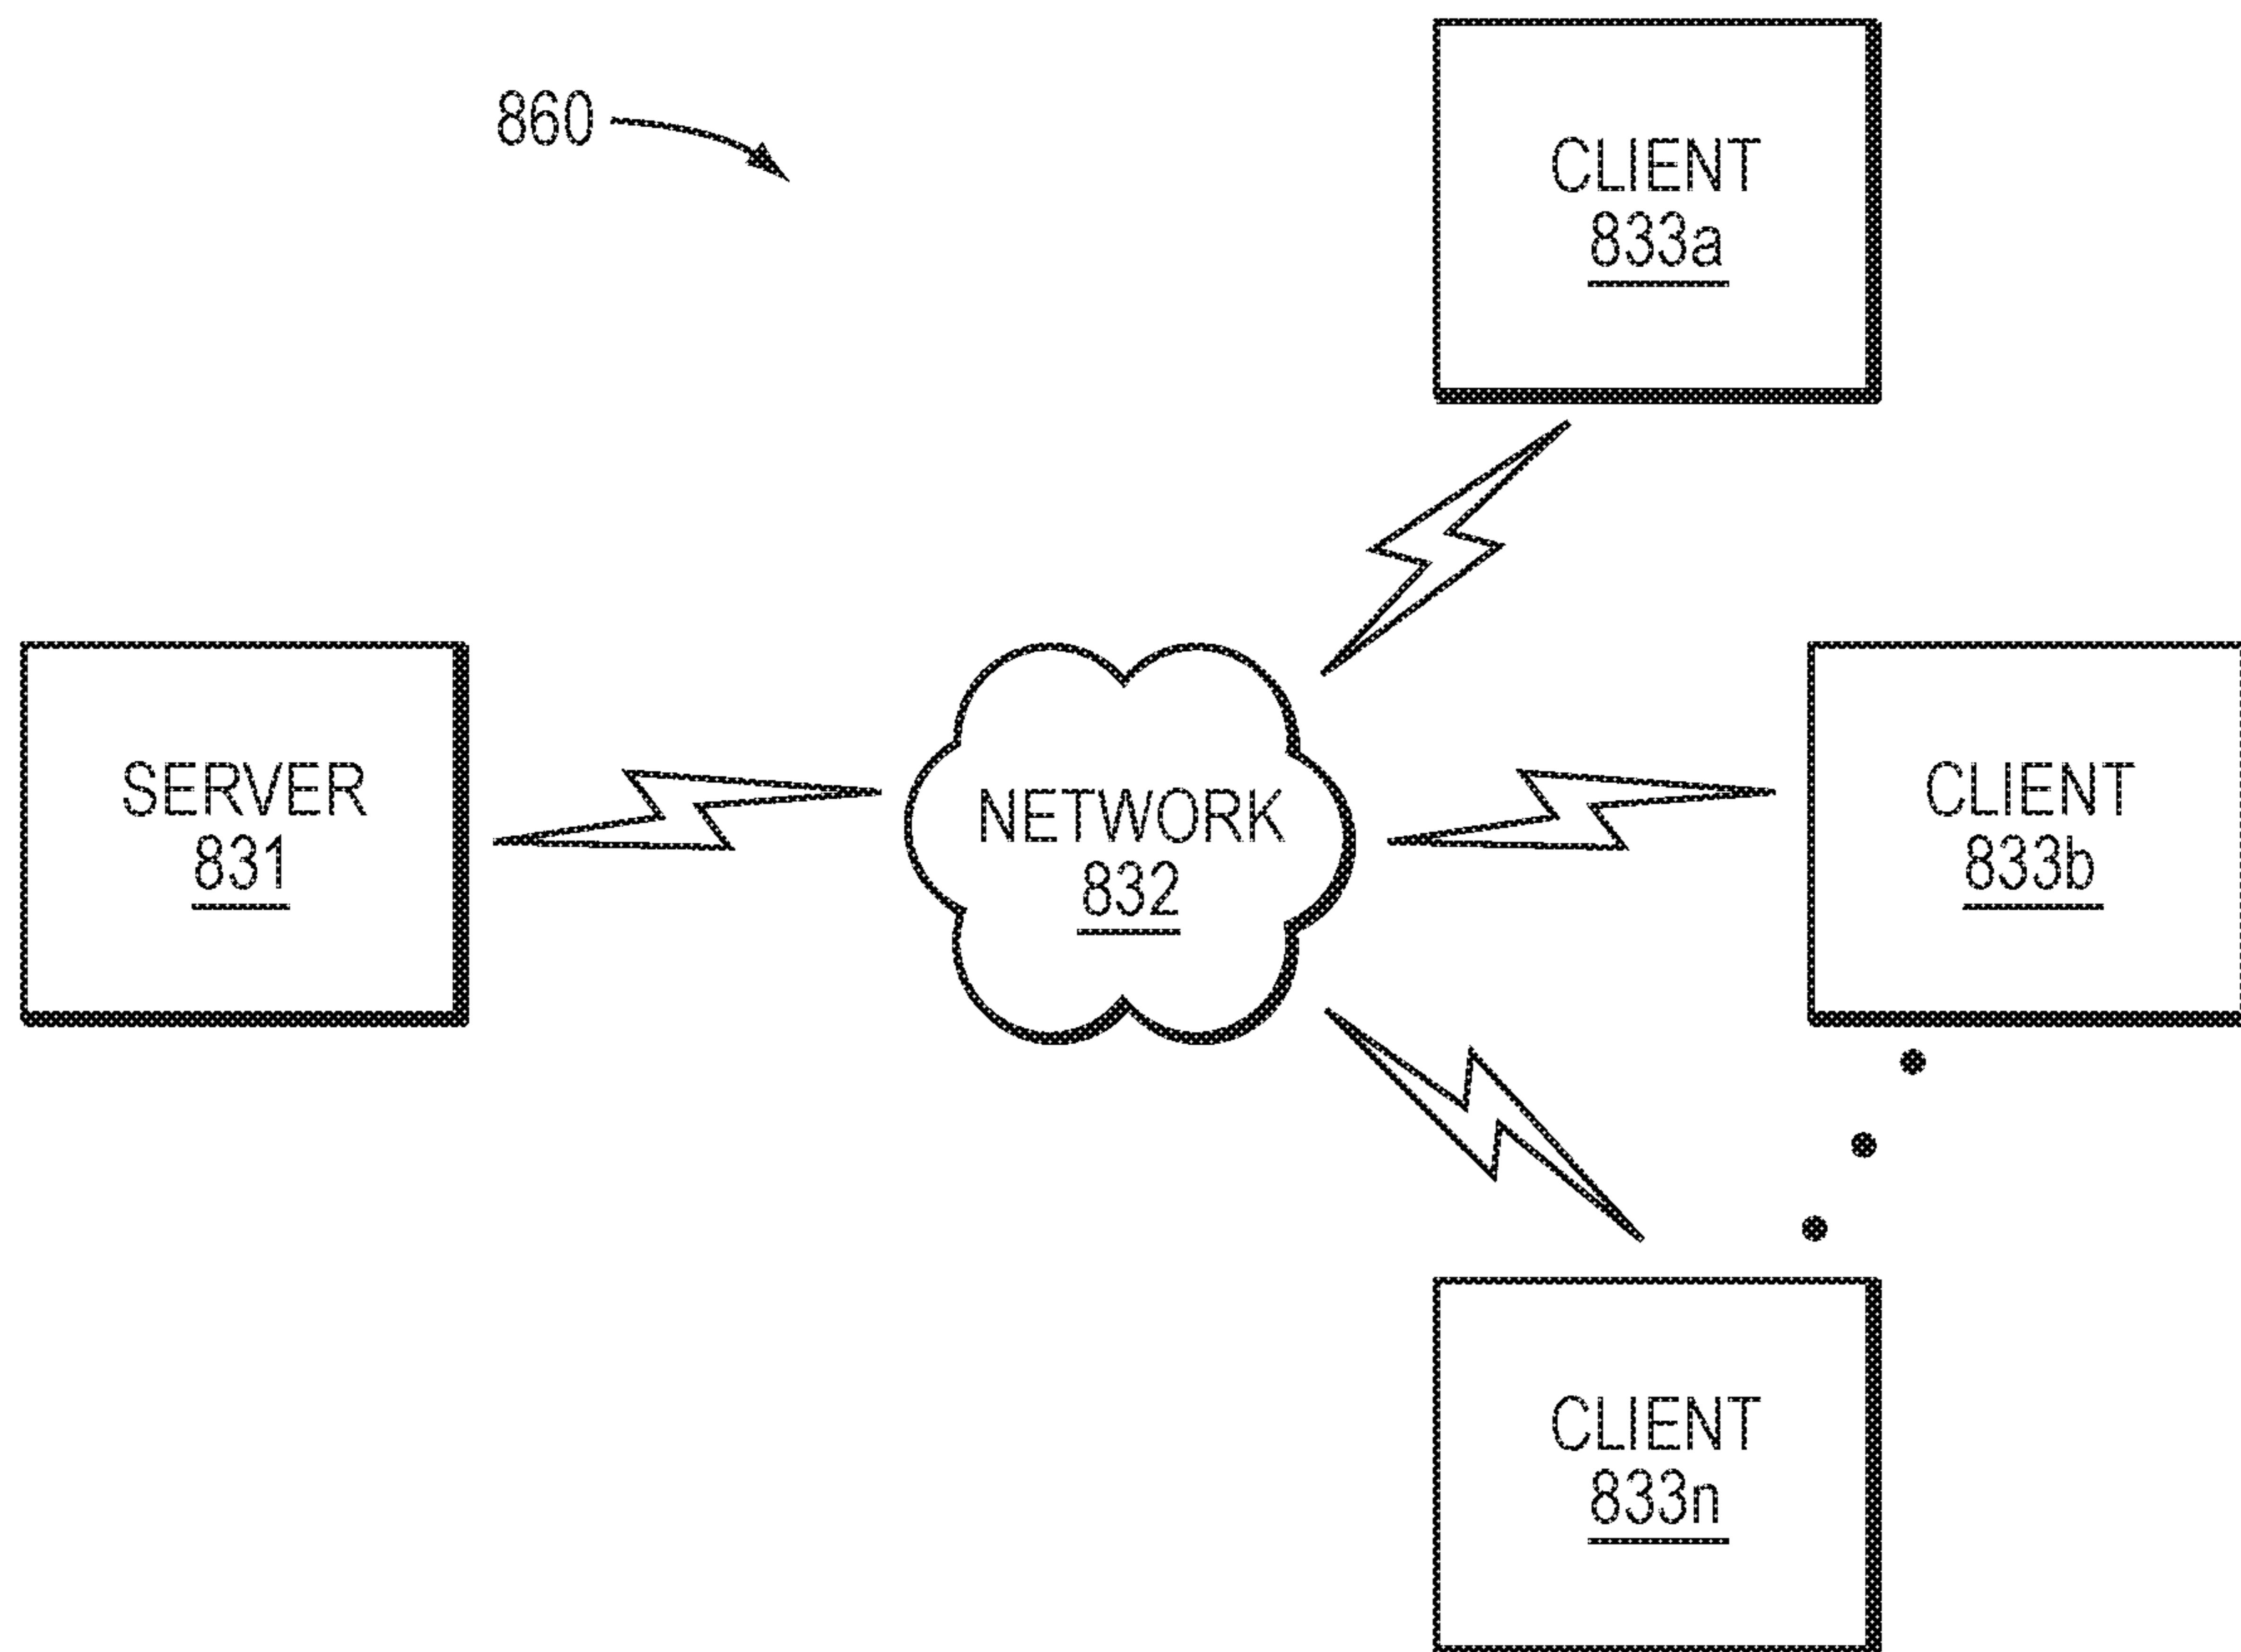 860
CLIENT
833a
SERVER
831
NETWORK
832
CLIENT
833b
CLIENT
833n